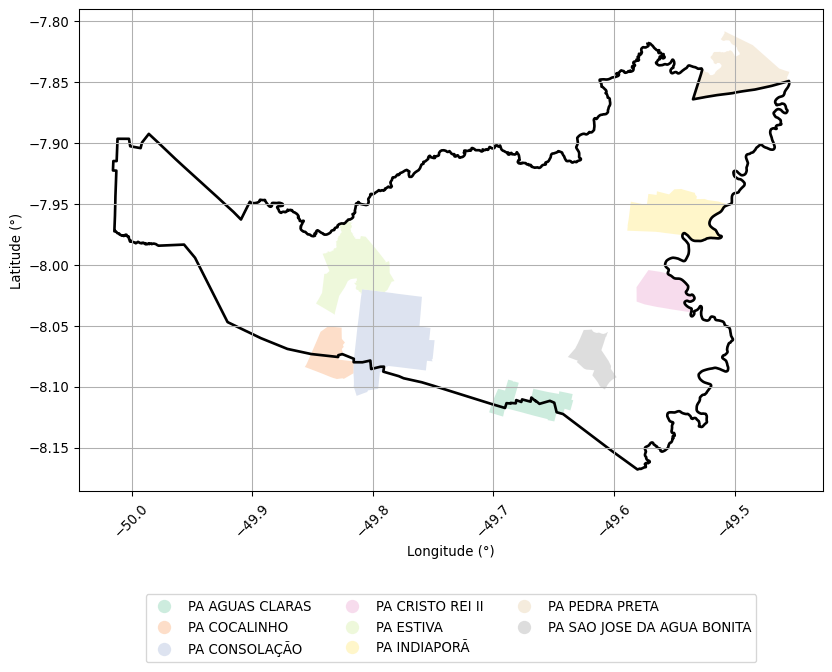 −7.80
−7.85
−7.90
−7.95
−8.00
−8.05
−8.10
−8.15
Latitude (°)
−50.0
−49.9
−49.8
−49.7
−49.6
−49.5
Longitude (°)
PA AGUAS CLARAS
PA COCALINHO
PA CONSOLAÇÃO
PA CRISTO REI II
PA ESTIVA
PA INDIAPORÃ
PA PEDRA PRETA
PA SAO JOSE DA AGUA BONITA